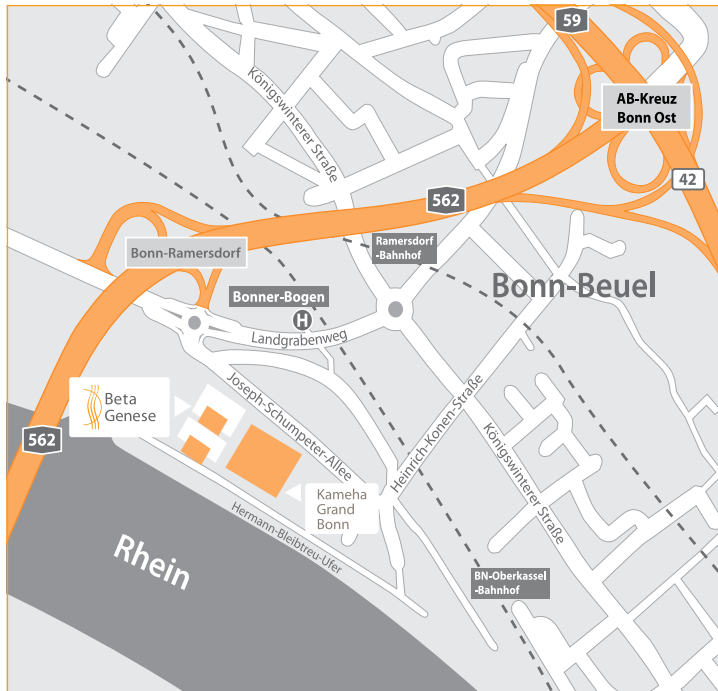 59
AB-Kreuz
Bonn Ost
Königswinterer Straße
42
562
Ramersdorf
-Bahnhof
Bonn-Ramersdorf
Bonn-Beuel
Bonner-Bogen
H
Landgrabenweg
Beta
Genese
Joseph-Schumpeter-Allee
Heinrich-Konen-Straße
562
Königswinterer Straße
Kameha
Grand
Bonn
Hermann-Bleibtreu-Ufer
Rhein
BN-Oberkassel
-Bahnhof